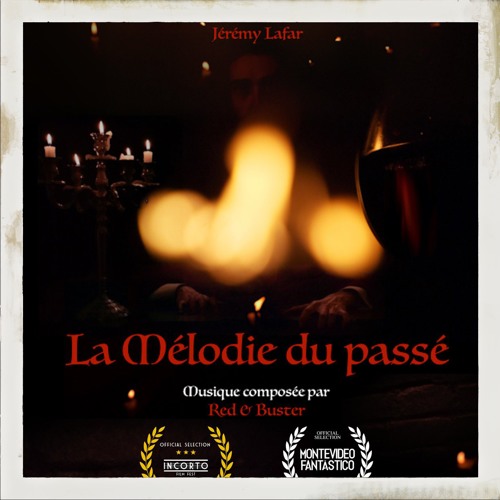 Jérémy Lafar
La Mélodie du passé
Musique composée par
Red & Buster
OFFICIAL SELECTION
INCORTO
FILM FEST
OFFICIAL
SELECTION
MONTEVIDEO
FANTASTICO